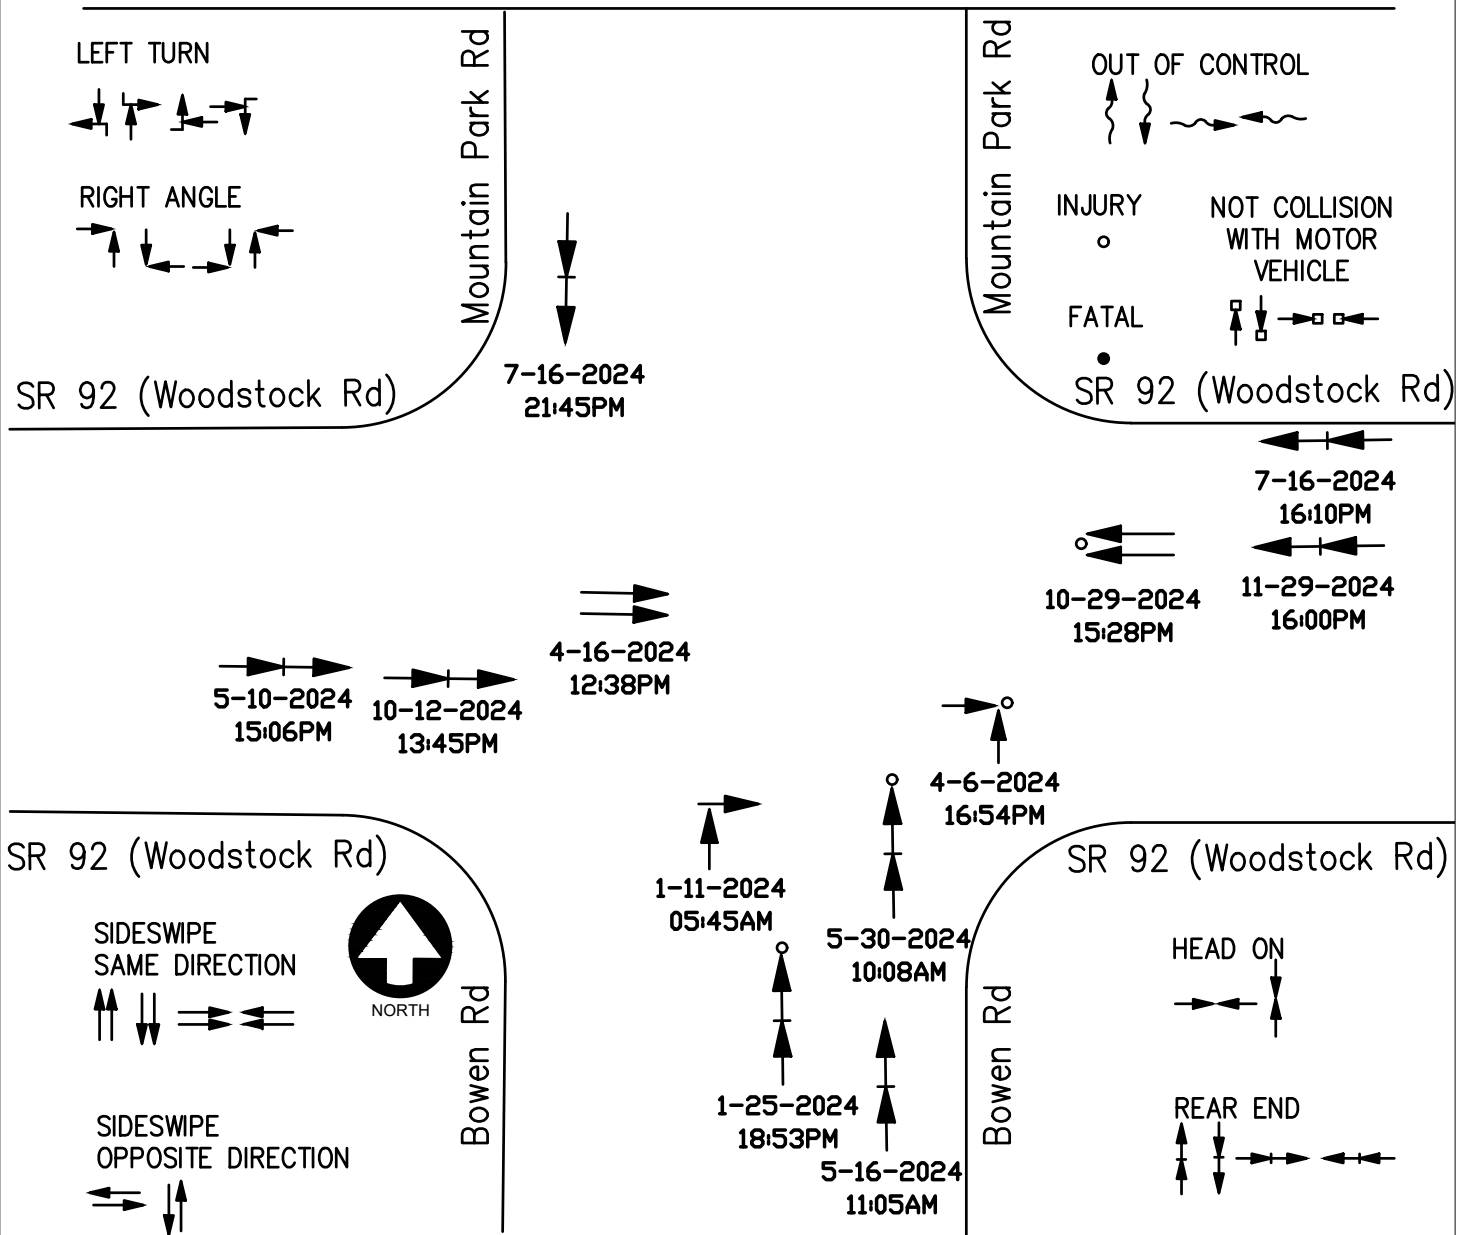 LEFT TURN
RIGHT ANGLE
Mountain Park Rd
SR 92 (Woodstock Rd)
Mountain Park Rd
OUT OF CONTROL
INJURY
FATAL
NOT COLLISION
WITH MOTOR
VEHICLE
SR 92 (Woodstock Rd)
7-16-2024
21:45PM
7-16-2024
16:10PM
10-29-2024
15:28PM
11-29-2024
16:00PM
4-16-2024
12:38PM
5-10-2024
15:06PM
10-12-2024
13:45PM
4-6-2024
16:54PM
1-11-2024
05:45AM
5-30-2024
10:08AM
1-25-2024
18:53PM
5-16-2024
11:05AM
SR 92 (Woodstock Rd)
SIDESWIPE
SAME DIRECTION
NORTH
SIDESWIPE
OPPOSITE DIRECTION
Bowen Rd
Bowen Rd
SR 92 (Woodstock Rd)
HEAD ON
REAR END